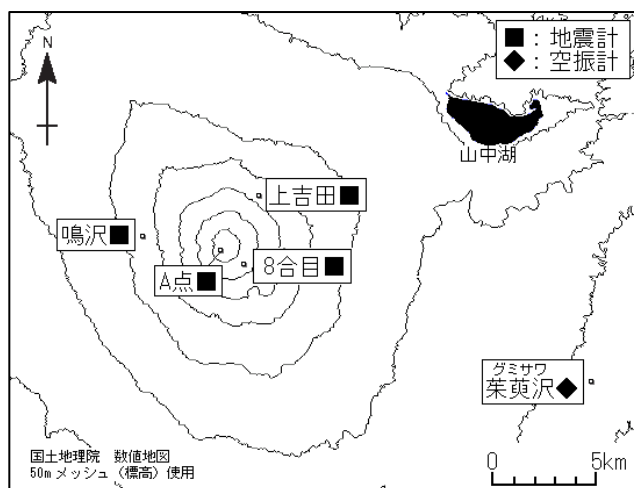 N
■:地震計
◆:空振計
山中湖
上吉田■
鳴沢■
8合目■
A点■
グミサワ
茱萸沢◆
国土地理院 数値地図
50mメッシュ(標高)使用
0 5km